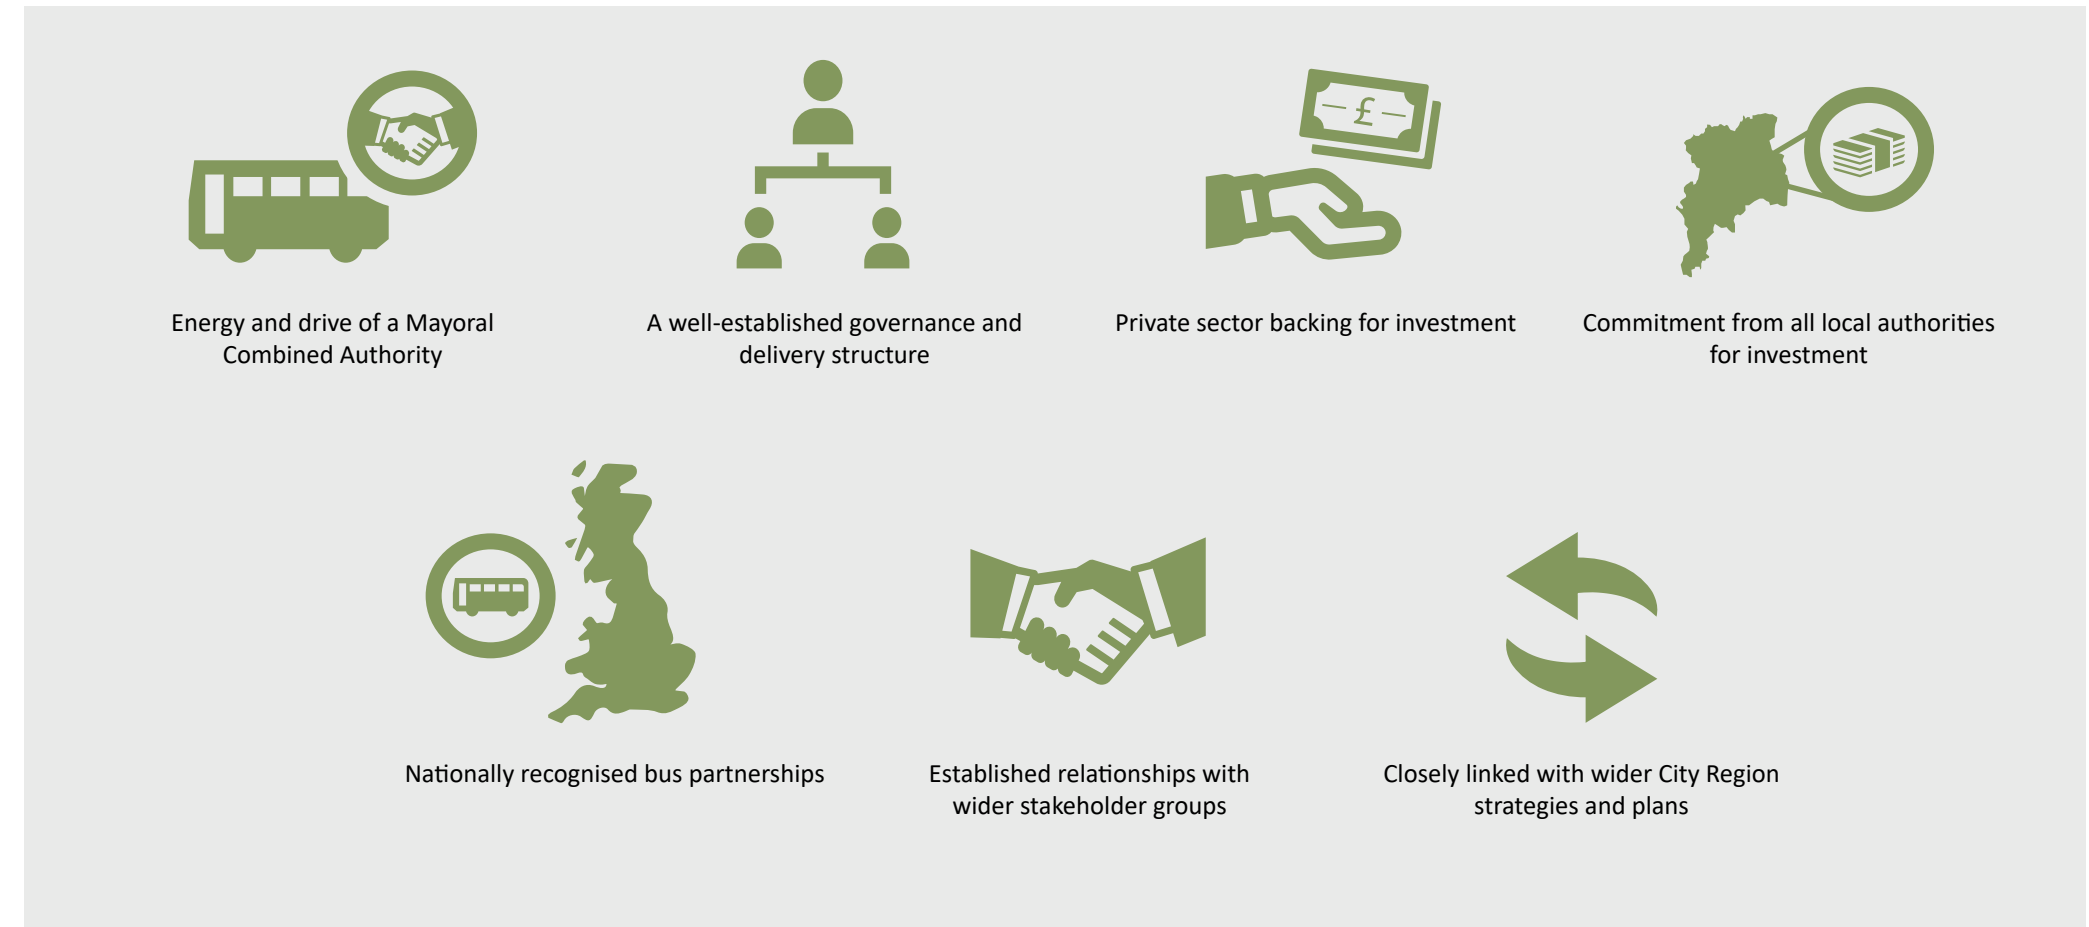 £
Energy and drive of a Mayoral
Combined Authority
A well-established governance and
delivery structure
Private sector backing for investment
Commitment from all local authorities
for investment
Nationally recognised bus partnerships
Established relationships with
wider stakeholder groups
Closely linked with wider City Region
strategies and plans